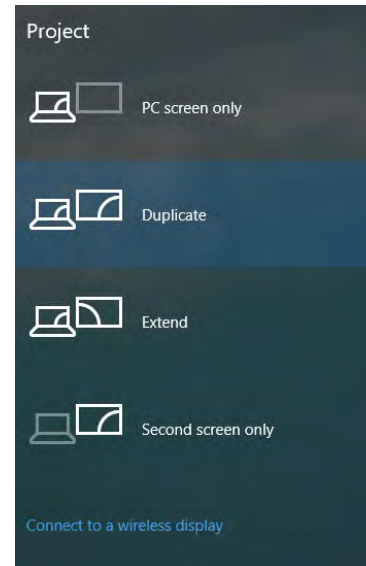 Project
PC screen only
Duplicate
Extend
Second screen only
Connect to a wireless display